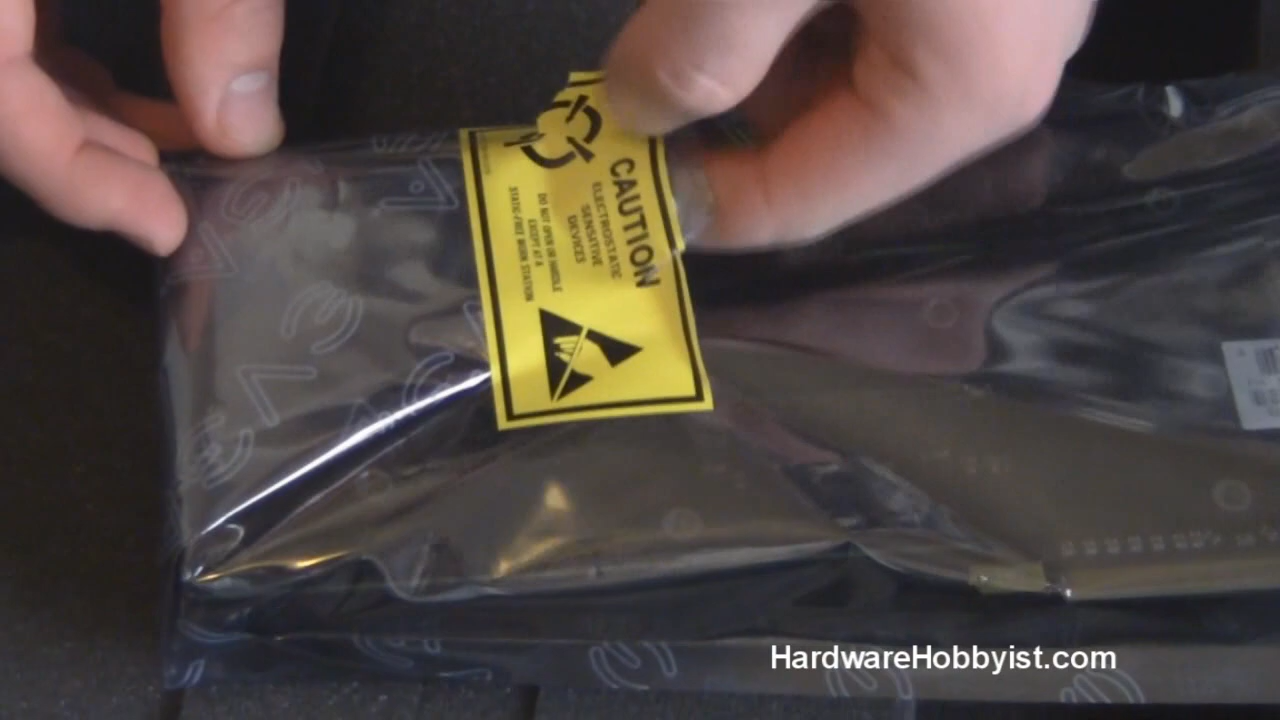 CAUTION
ELECTROSTATIC
SENSITIVE
DEVICES
DO NOT OPEN OR HANDLE
EXCEPT AT A
STATIC-FREE WORK STATION
HardwareHobbyist.com